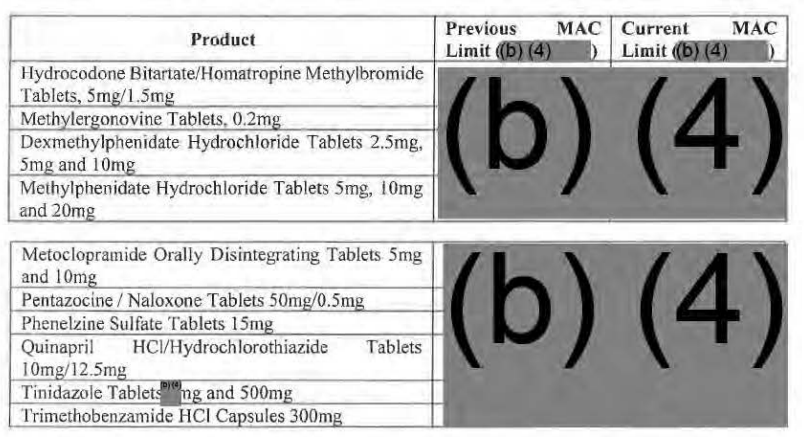 Product
Previous MAC Limit ((b) (4) )
Current MAC Limit ((b) (4) )
Hydrocodone Bitartate/Homatropine Methylbromide
Tablets, 5mg/1.5mg
Methylergonovine Tablets, 0.2mg
Dexmethylphenidate Hydrochloride Tablets 2.5mg,
5mg and 10mg
Methylphenidate Hydrochloride Tablets 5mg, 10mg
and 20mg
(b) (4)
Metoclopramide Orally Disintegrating Tablets 5mg
and 10mg
Pentazocine / Naloxone Tablets 50mg/0.5mg
Phenelzine Sulfate Tablets 15mg
Quinapril HCl/Hydrochlorothiazide Tablets
10mg/12.5mg
Tinidazole Tablets (b) (4) mg and 500mg
Trimethobenzamide HCl Capsules 300mg
(b) (4)